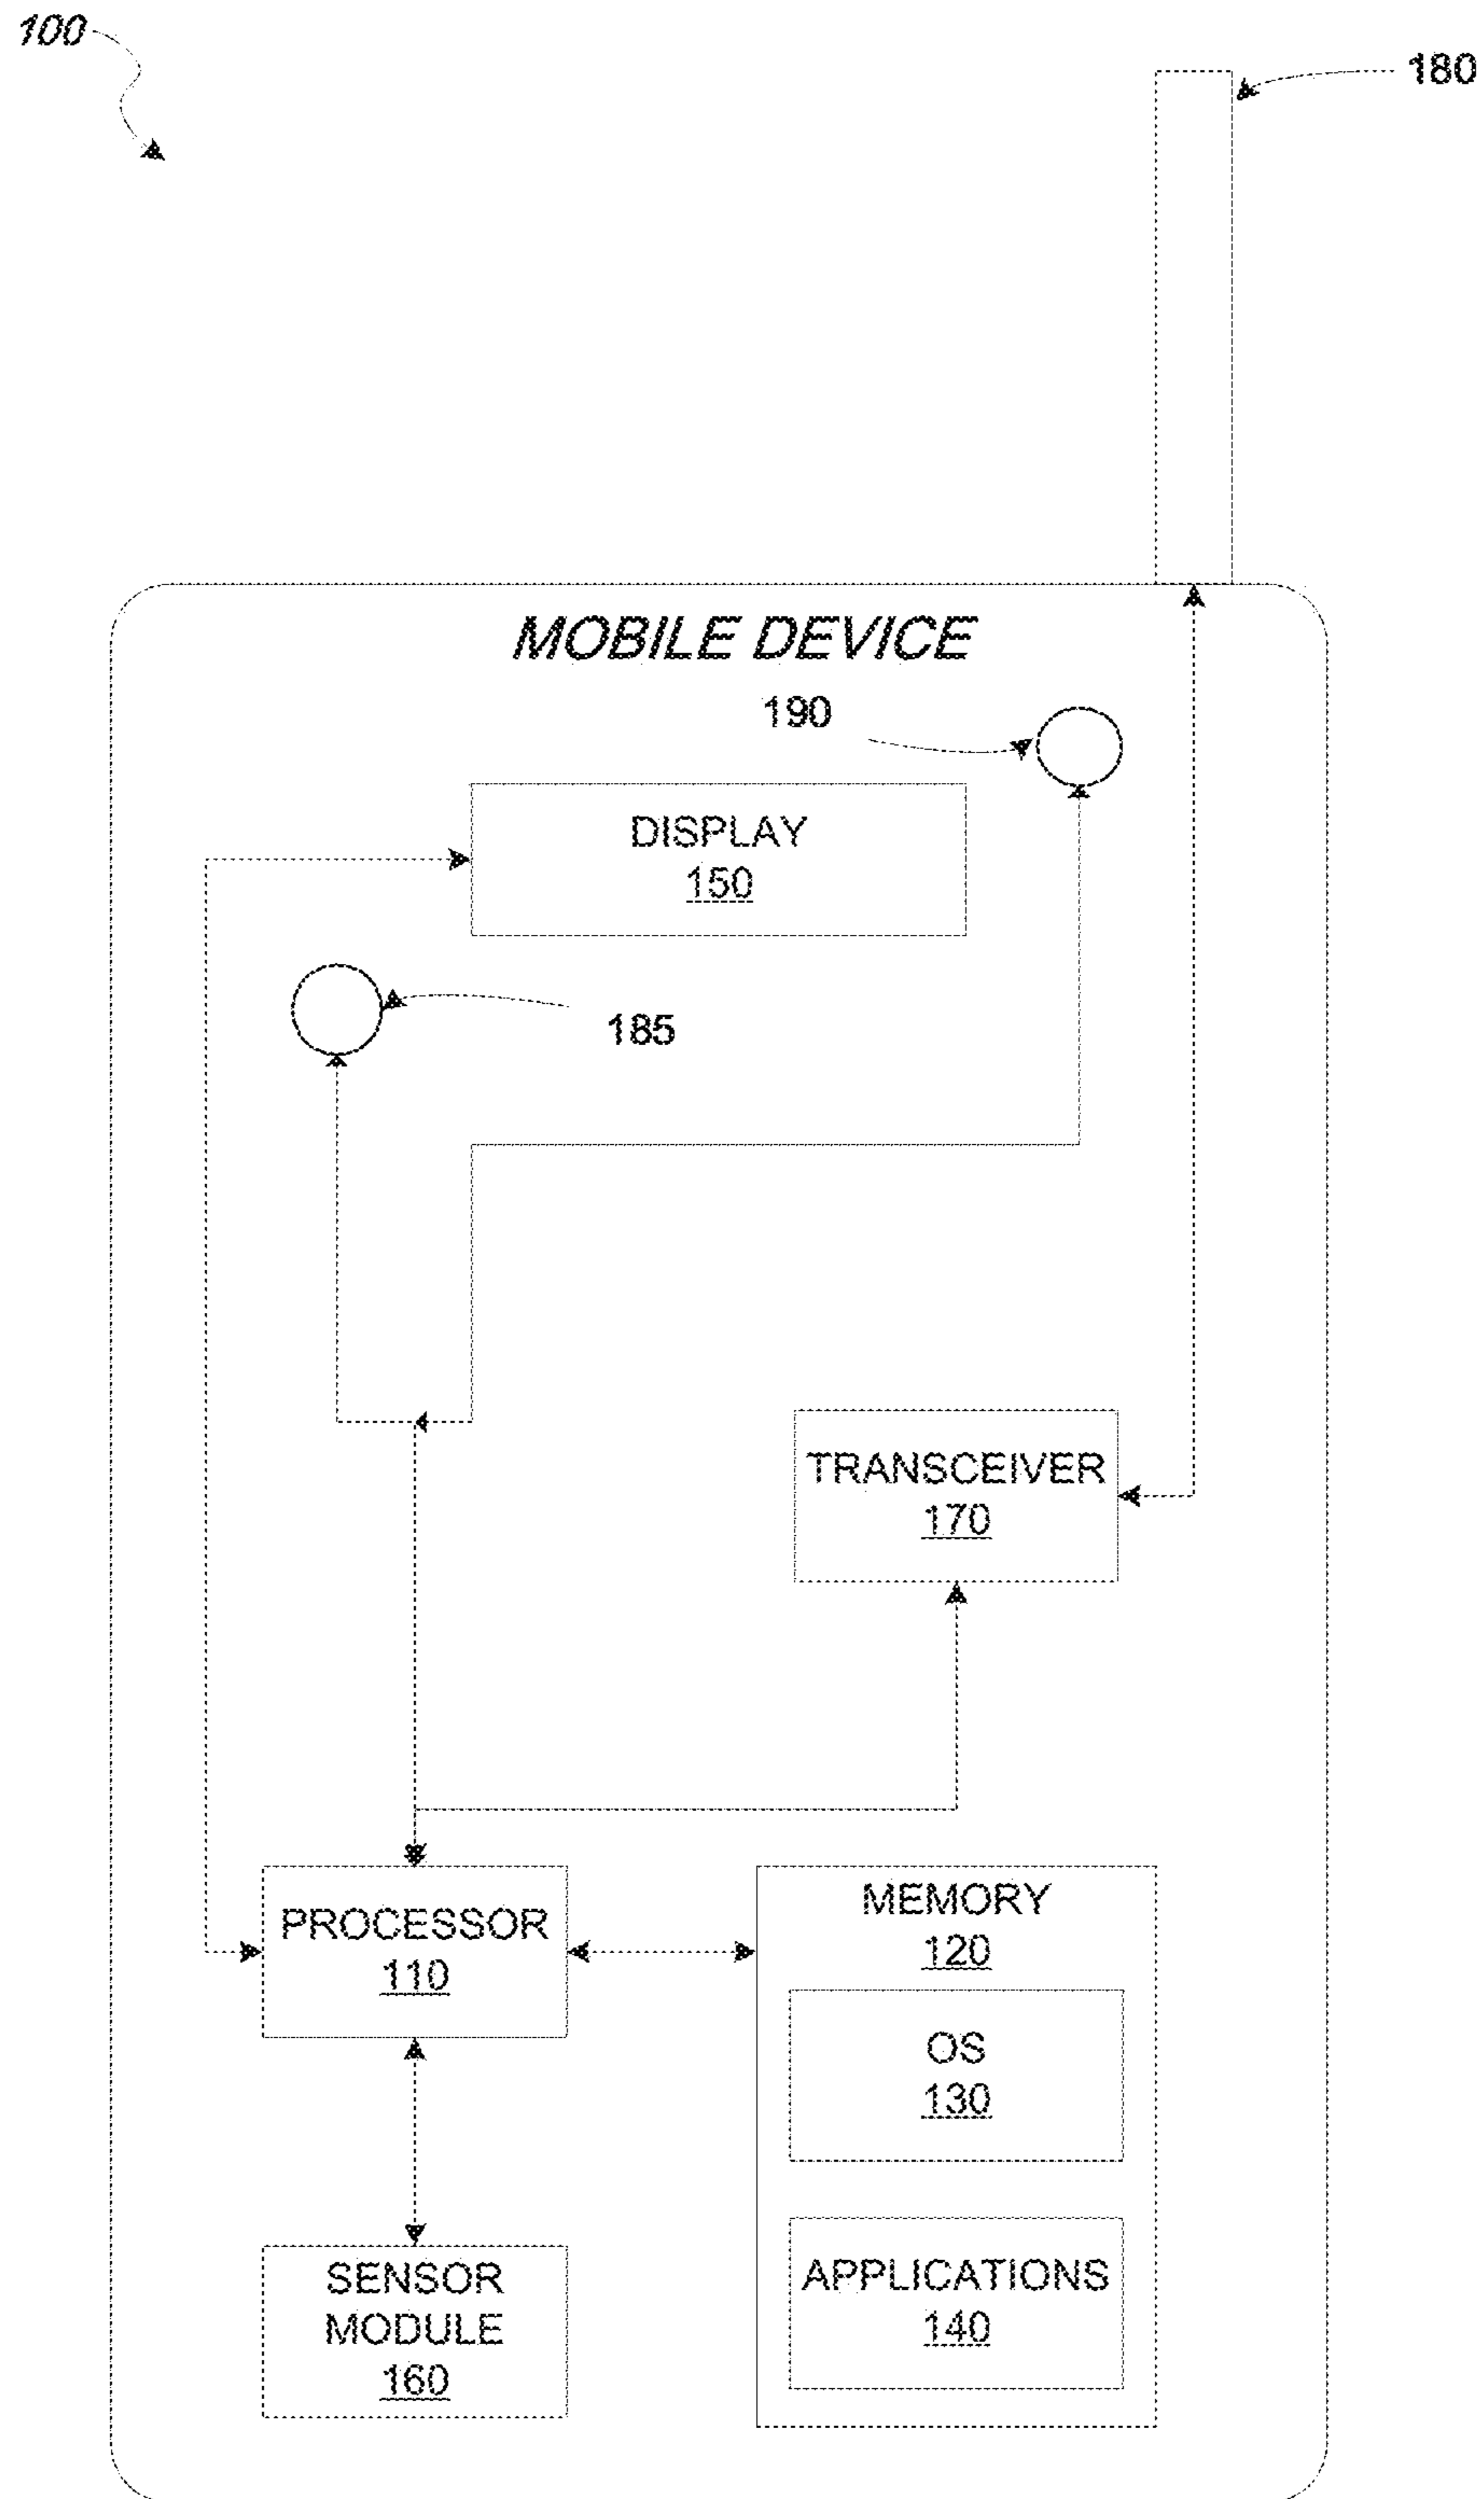 100
180
MOBILE DEVICE
190
DISPLAY
150
185
TRANSCEIVER
170
PROCESSOR
110
MEMORY
120
OS
130
SENSOR
MODULE
160
APPLICATIONS
140